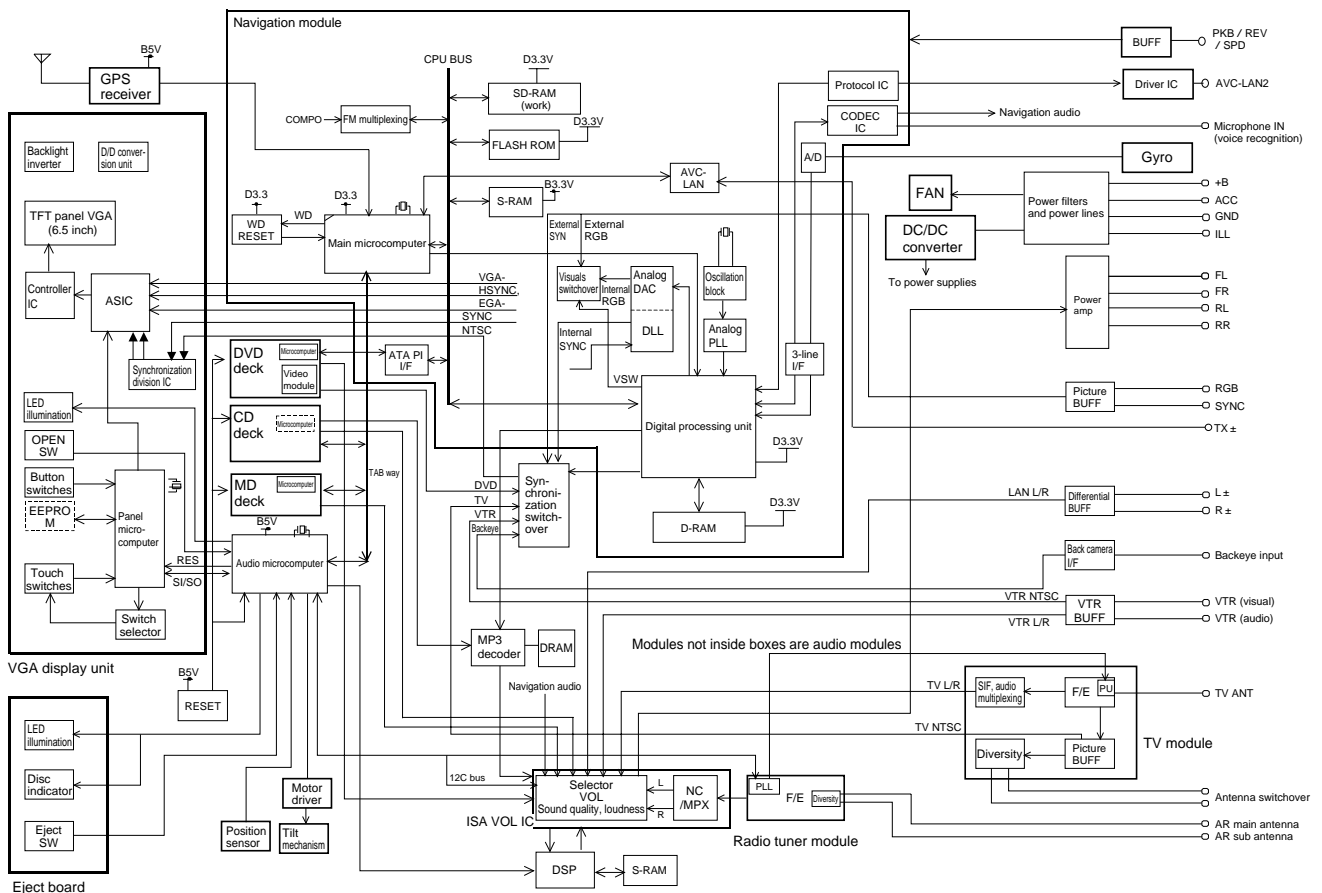 Navigation module
PKB / REV
/ SPD
BUFF
B5V
GPS
receiver
CPU BUS
D3.3V
SD-RAM
(work)
Protocol IC
Driver IC
AVC-LAN2
COMPO
FM multiplexing
D3.3V
FLASH ROM
CODEC
IC
Navigation audio
Microphone IN
(voice recognition)
Backlight
inverter
D/D conver-
sion unit
A/D
Gyro
AVC-
LAN
D3.3
D3.3
WD
WD
RESET
Main microcomputer
B3.3V
S-RAM
FAN
Power filters
and power lines
+B
ACC
GND
ILL
DC/DC
converter
To power supplies
TFT panel VGA
(6.5 inch)
External
SYN
External
RGB
Visuals
switchover
Internal
RGB
Analog
DAC
DLL
Oscillation
block
Analog
PLL
Controller
IC
ASIC
VGA-
HSYNC,
EGA-
SYNC
NTSC
Power
amp
FL
FR
RL
RR
Internal
SYNC
3-line
I/F
VSW
DVD
deck
Microcomputer
Video
module
ATA PI
I/F
Synchronization
division IC
LED
illumination
CD
deck
Microcomputer
Digital processing unit
Picture
BUFF
RGB
SYNC
TX ±
OPEN
SW
D3.3V
TAB way
Button
switches
EEPRO
M
Panel
micro-
computer
MD
deck
Microcomputer
DVD
TV
VTR
Backeye
Syn-
chroni-
zation
switch-
over
D-RAM
D3.3V
LAN L/R
Differential
BUFF
L ±
R ±
B5V
Audio microcomputer
RES
SI/SO
Touch
switches
Switch
selector
Back camera
I/F
Backeye input
VTR NTSC
VTR L/R
VTR
BUFF
VTR (visual)
VTR (audio)
MP3
decoder
DRAM
Modules not inside boxes are audio modules
VGA display unit
B5V
RESET
Navigation audio
TV L/R
SIF, audio
multiplexing
F/E
PU
TV ANT
TV NTSC
Diversity
Picture
BUFF
TV module
LED
illumination
Disc
indicator
Eject
SW
Eject board
Motor
driver
Position
sensor
Tilt
mechanism
12C bus
Selector
VOL
Sound quality, loudness
L
R
NC
/MPX
ISA VOL IC
PLL
F/E
Diversity
Radio tuner module
Antenna switchover
AR main antenna
AR sub antenna
DSP
S-RAM